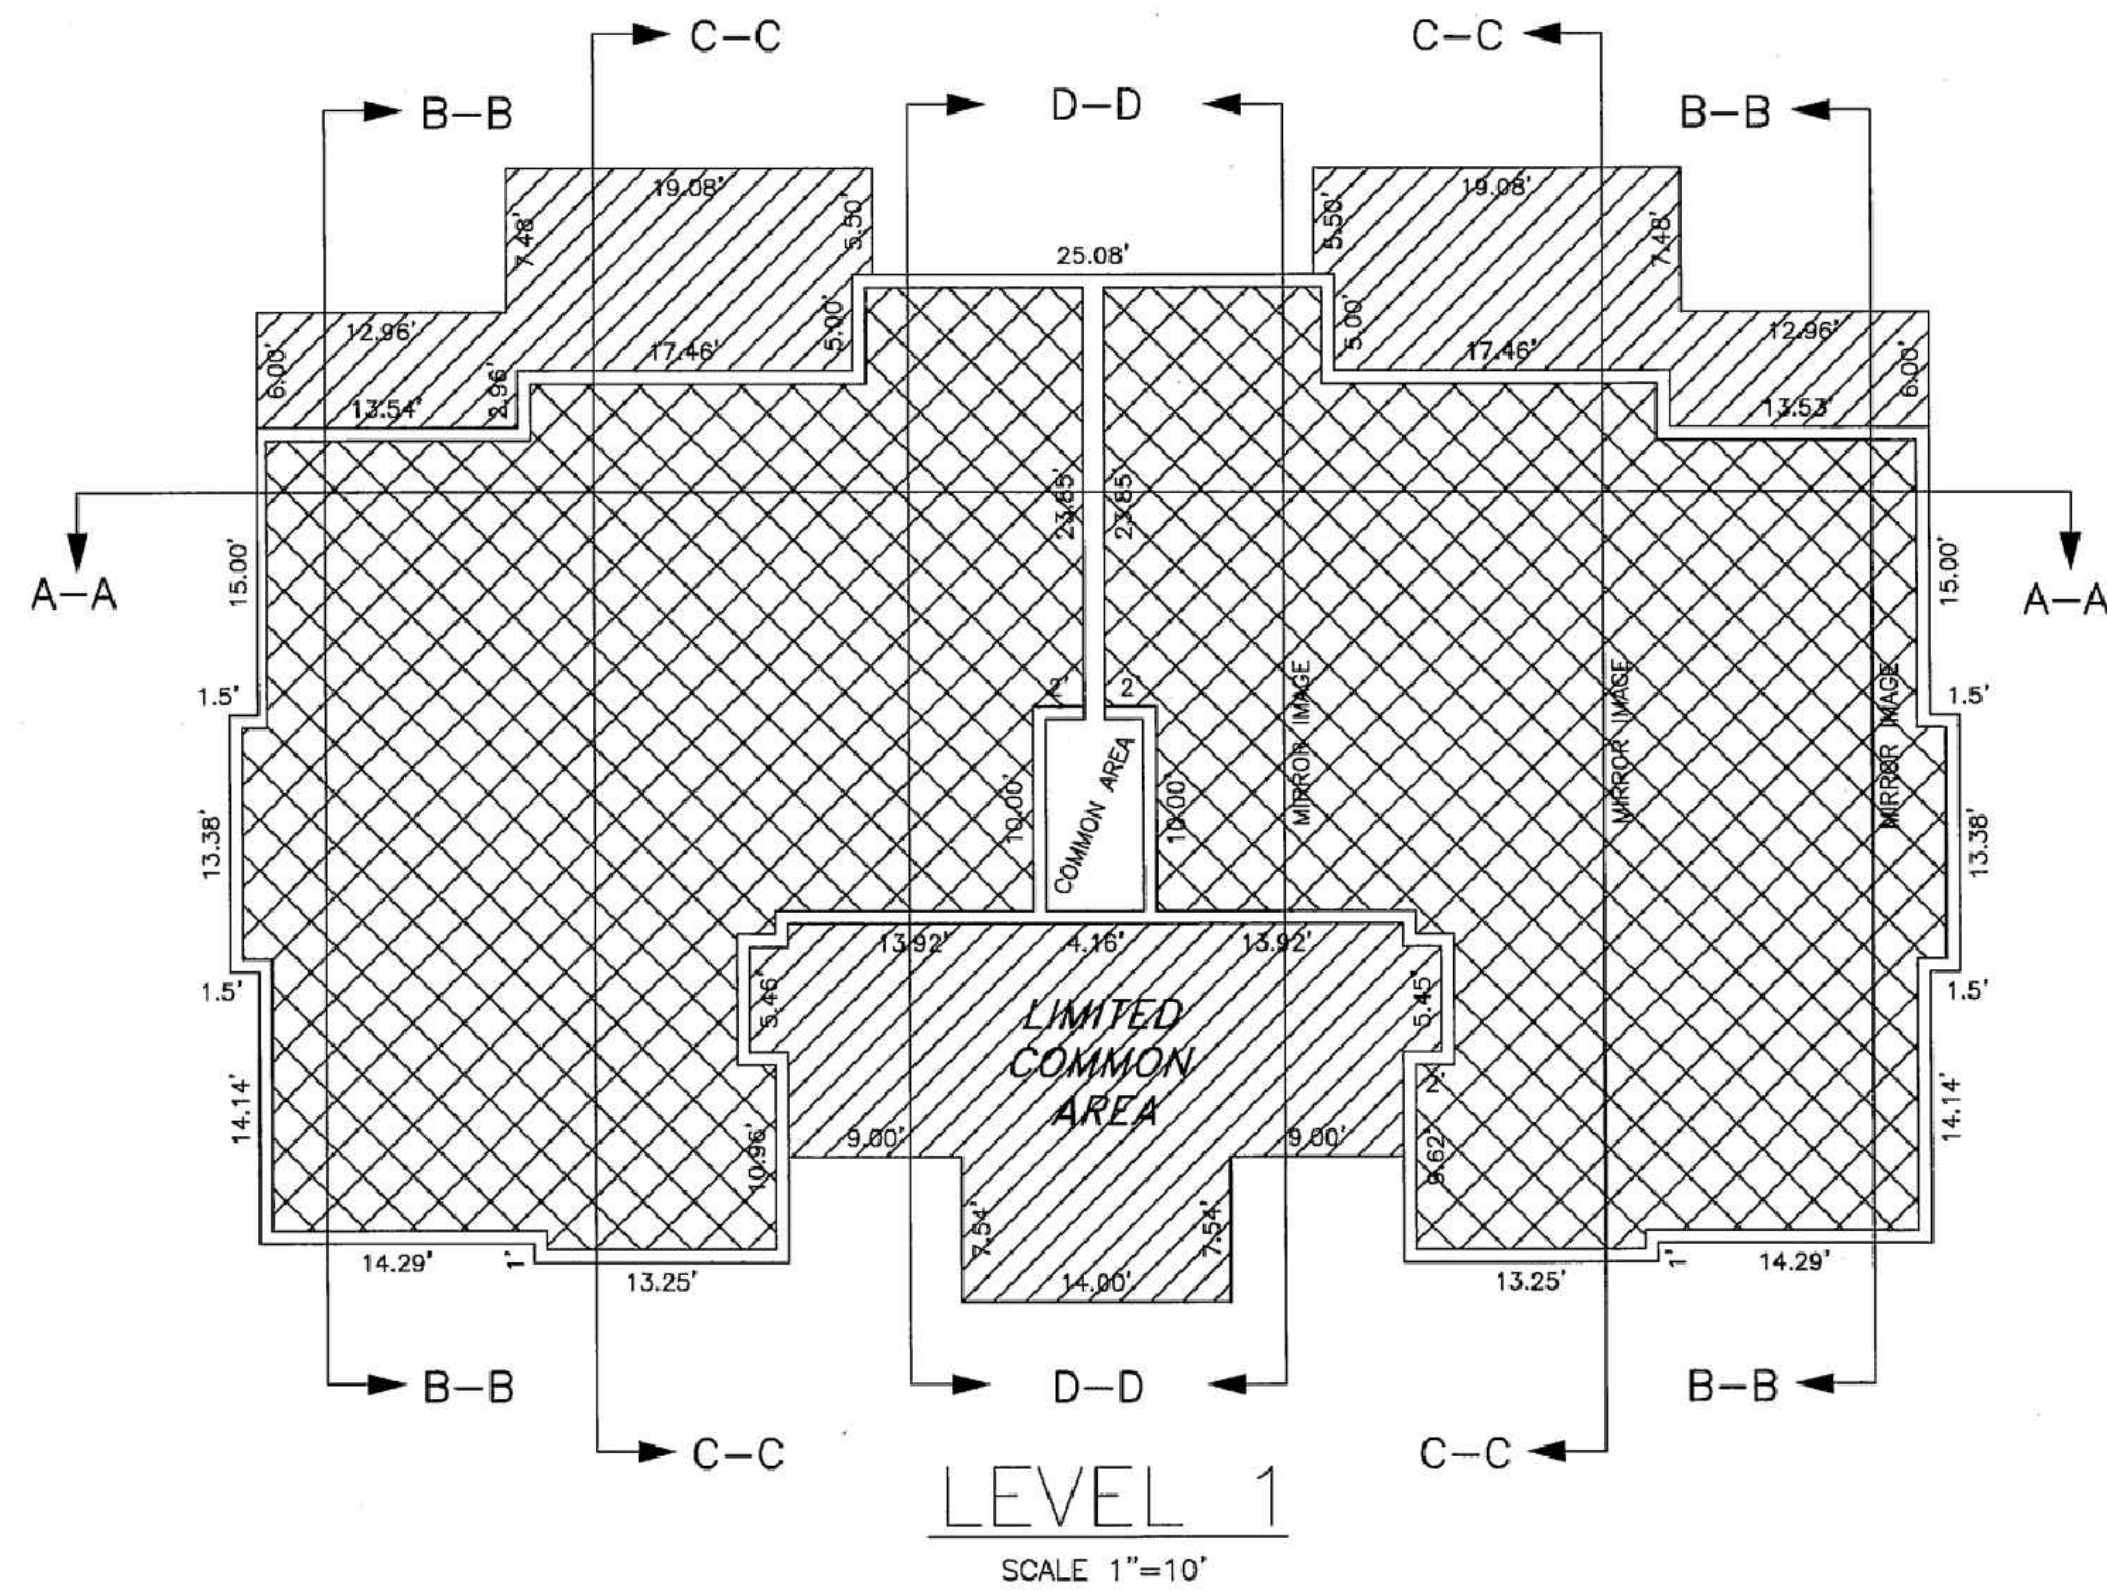 C-C
C-C
B-B
D-D
B-B
19.08'
19.08'
7.48'
5.50'
5.50'
7.48'
25.08'
12.96'
12.96'
6.00'
5.00'
5.00'
6.00'
17.46'
17.46'
2.96'
13.54'
13.53'
23.85'
23.85'
15.00'
15.00'
A-A
A-A
1.5'
2'
2'
1.5'
MIRROR IMAGE
MIRROR IMAGE
MIRROR IMAGE
COMMON AREA
10.00'
10.00'
13.38'
13.38'
13.92'
4.16'
13.92'
1.5'
5.46'
5.45'
1.5'
LIMITED
COMMON
AREA
2'
14.14'
14.14'
9.00'
9.00'
10.96'
9.62'
7.54'
7.54'
14.29'
1'
13.25'
14.00'
13.25'
1'
14.29'
B-B
D-D
B-B
C-C
C-C
LEVEL 1
SCALE 1"=10'